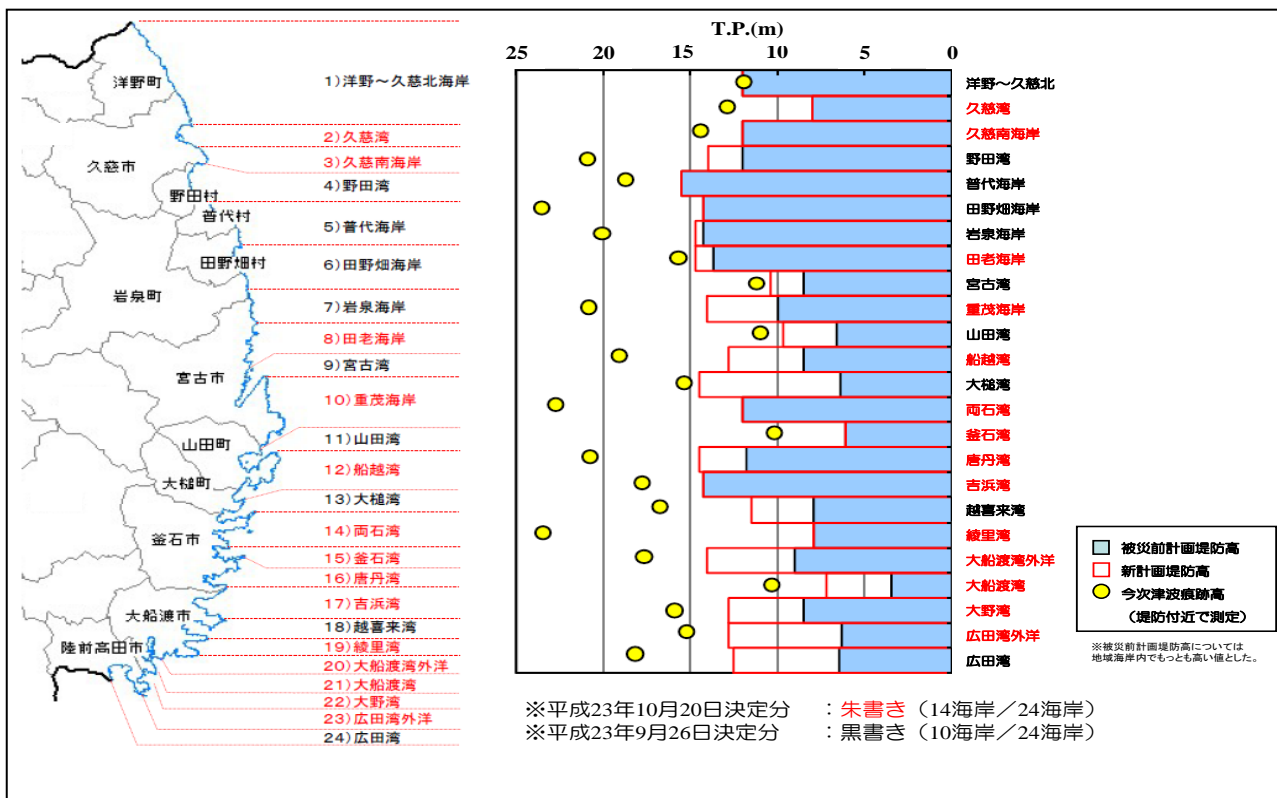 洋野町
久慈市
野田村
普代村
田野畑村
岩泉町
宮古市
山田町
大槌町
釜石市
大船渡市
陸前高田市
1)洋野～久慈北海岸
2)久慈湾
3)久慈南海岸
4)野田湾
5)普代海岸
6)田野畑海岸
7)岩泉海岸
8)田老海岸
9)宮古湾
10)重茂海岸
11)山田湾
12)船越湾
13)大槌湾
14)両石湾
15)釜石湾
16)唐丹湾
17)吉浜湾
18)越喜来湾
19)綾里湾
20)大船渡湾外洋
21)大船渡湾
22)大野湾
23)広田湾外洋
24)広田湾
T.P.(m)
25 20 15 10 5 0
洋野～久慈北
久慈湾
久慈南海岸
野田湾
普代海岸
田野畑海岸
岩泉海岸
田老海岸
宮古湾
重茂海岸
山田湾
船越湾
大槌湾
両石湾
釜石湾
唐丹湾
吉浜湾
越喜来湾
綾里湾
大船渡湾外洋
大船渡湾
大野湾
広田湾外洋
広田湾
被災前計画堤防高
新計画堤防高
今次津波痕跡高
（堤防付近で測定）
※被災前計画堤防高については
地域海岸内でもっとも高い値とした。
※平成23年10月20日決定分 ：朱書き（14海岸／24海岸）
※平成23年9月26日決定分 ：黒書き（10海岸／24海岸）